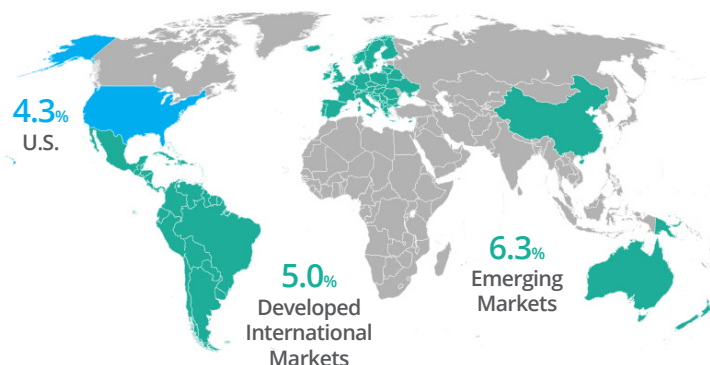 4.3%
U.S.
5.0%
Developed
International
Markets
6.3%
Emerging
Markets